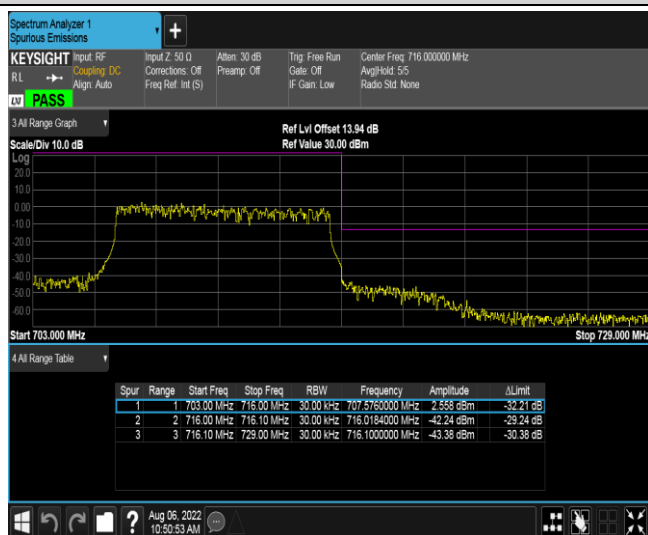 Spectrum Analyzer 1
Spurious Emissions
KEYSIGHT Input: RF Input Z: 50 Ω Atten: 30 dB Trig: Free Run Center Freq: 716.000000 MHz
RL Coupling: DC Corrections: Off Preamp: Off Gate: Off Avg|Hold: 5/5
Align: Auto Freq Ref: Int (S) IF Gain: Low Radio Std: None
LXI PASS
3 All Range Graph
Ref Lvl Offset 13.94 dB
Scale/Div 10.0 dB Ref Value 30.00 dBm
Log
20.0
10.0
0.00
-10.0
-20.0
-30.0
-40.0
-50.0
-60.0
Start 703.000 MHz Stop 729.000 MHz
4 All Range Table
Spur Range Start Freq Stop Freq RBW Frequency Amplitude ΔLimit
1 1 703.00 MHz 716.00 MHz 30.00 kHz 707.5760000 MHz 2.558 dBm -32.21 dB
2 2 716.00 MHz 716.10 MHz 30.00 kHz 716.0184000 MHz -42.24 dBm -29.24 dB
3 3 716.10 MHz 729.00 MHz 30.00 kHz 716.1000000 MHz -43.38 dBm -30.38 dB
? Aug 06, 2022
10:50:53 AM